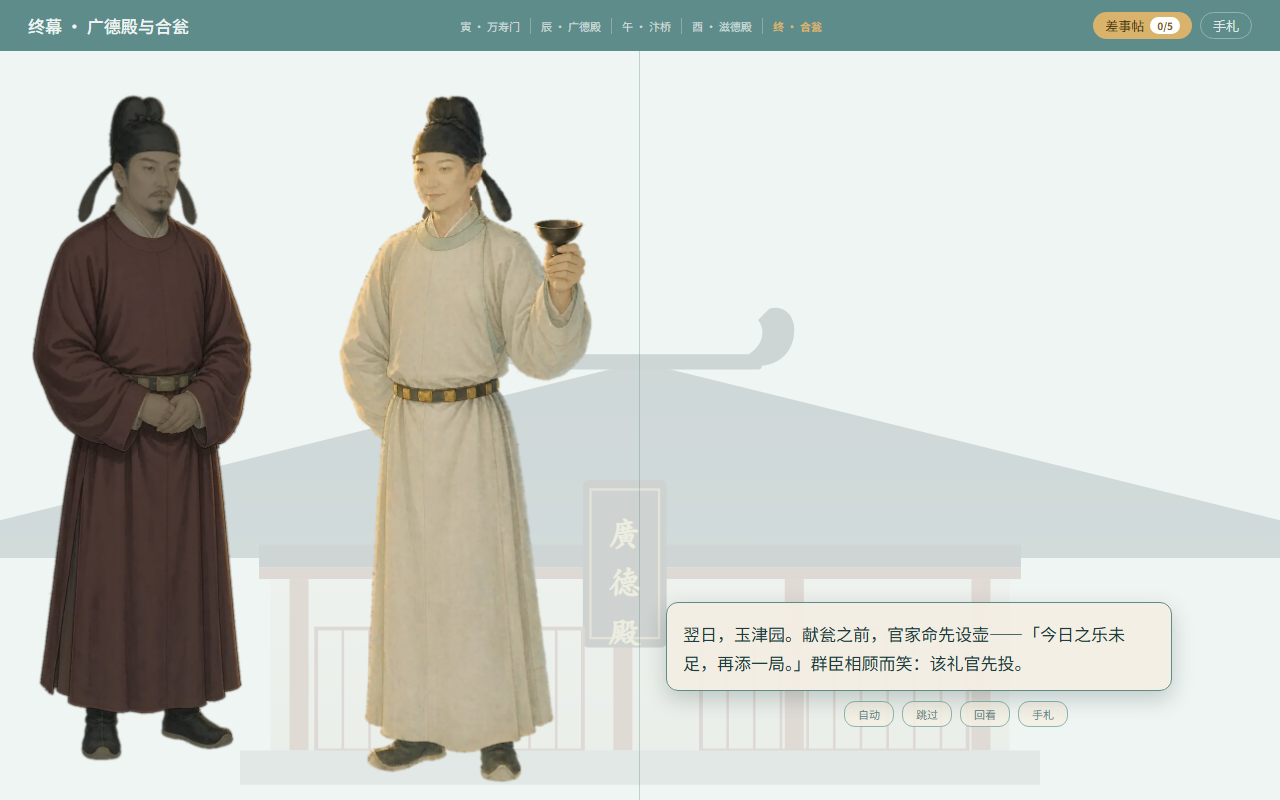 终幕 · 广德殿与合瓮
寅 · 万寿门
辰 · 广德殿
午 · 汴桥
酉 · 滋德殿
终 · 合瓮
差事帖 0/5
手札
廣德殿
翌日，玉津园。献瓮之前，官家命先设壶——「今日之乐未
足，再添一局。」群臣相顾而笑：该礼官先投。
自动
跳过
回看
手札